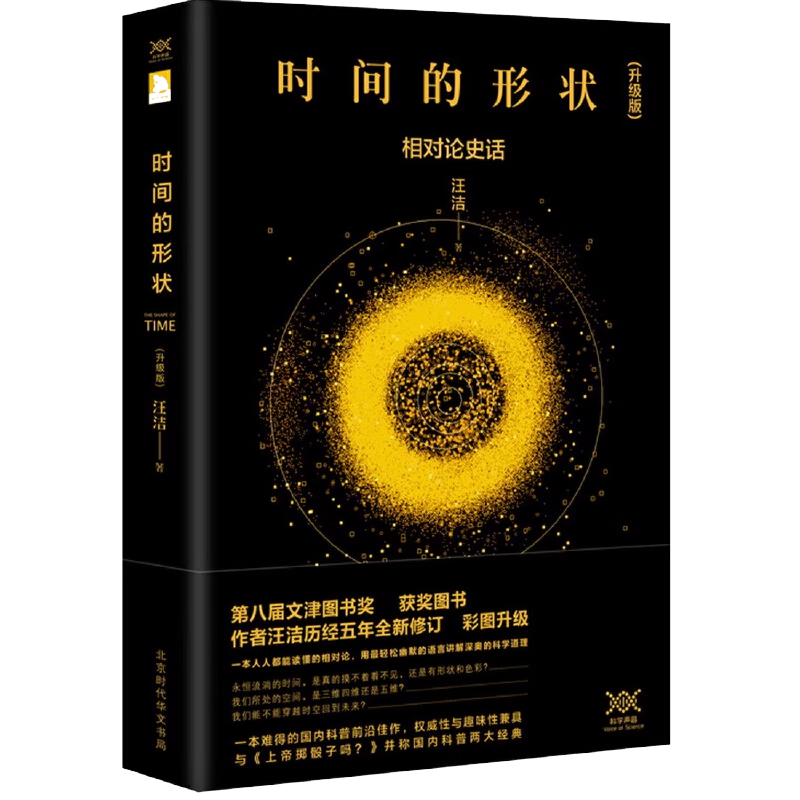 科学声音
Voice of Science
时间的形状
THE SHAPE OF
TIME
（升级版）
汪洁
著
北京时代华文书局
时间的形状
（升级版）
相对论史话
汪洁
著
第八届文津图书奖 获奖图书
作者汪洁历经五年全新修订 彩图升级
一本人人都能读懂的相对论，用最轻松幽默的语言讲解深奥的科学道理
永恒流淌的时间，是真的摸不着看不见，还是有形状和色彩？
我们所处的空间，是三维四维还是五维？
我们能不能穿越时空回到未来？
一本难得的国内科普前沿佳作，权威性与趣味性兼具
与《上帝掷骰子吗？》并称国内科普两大经典
科学声音
Voice of Science